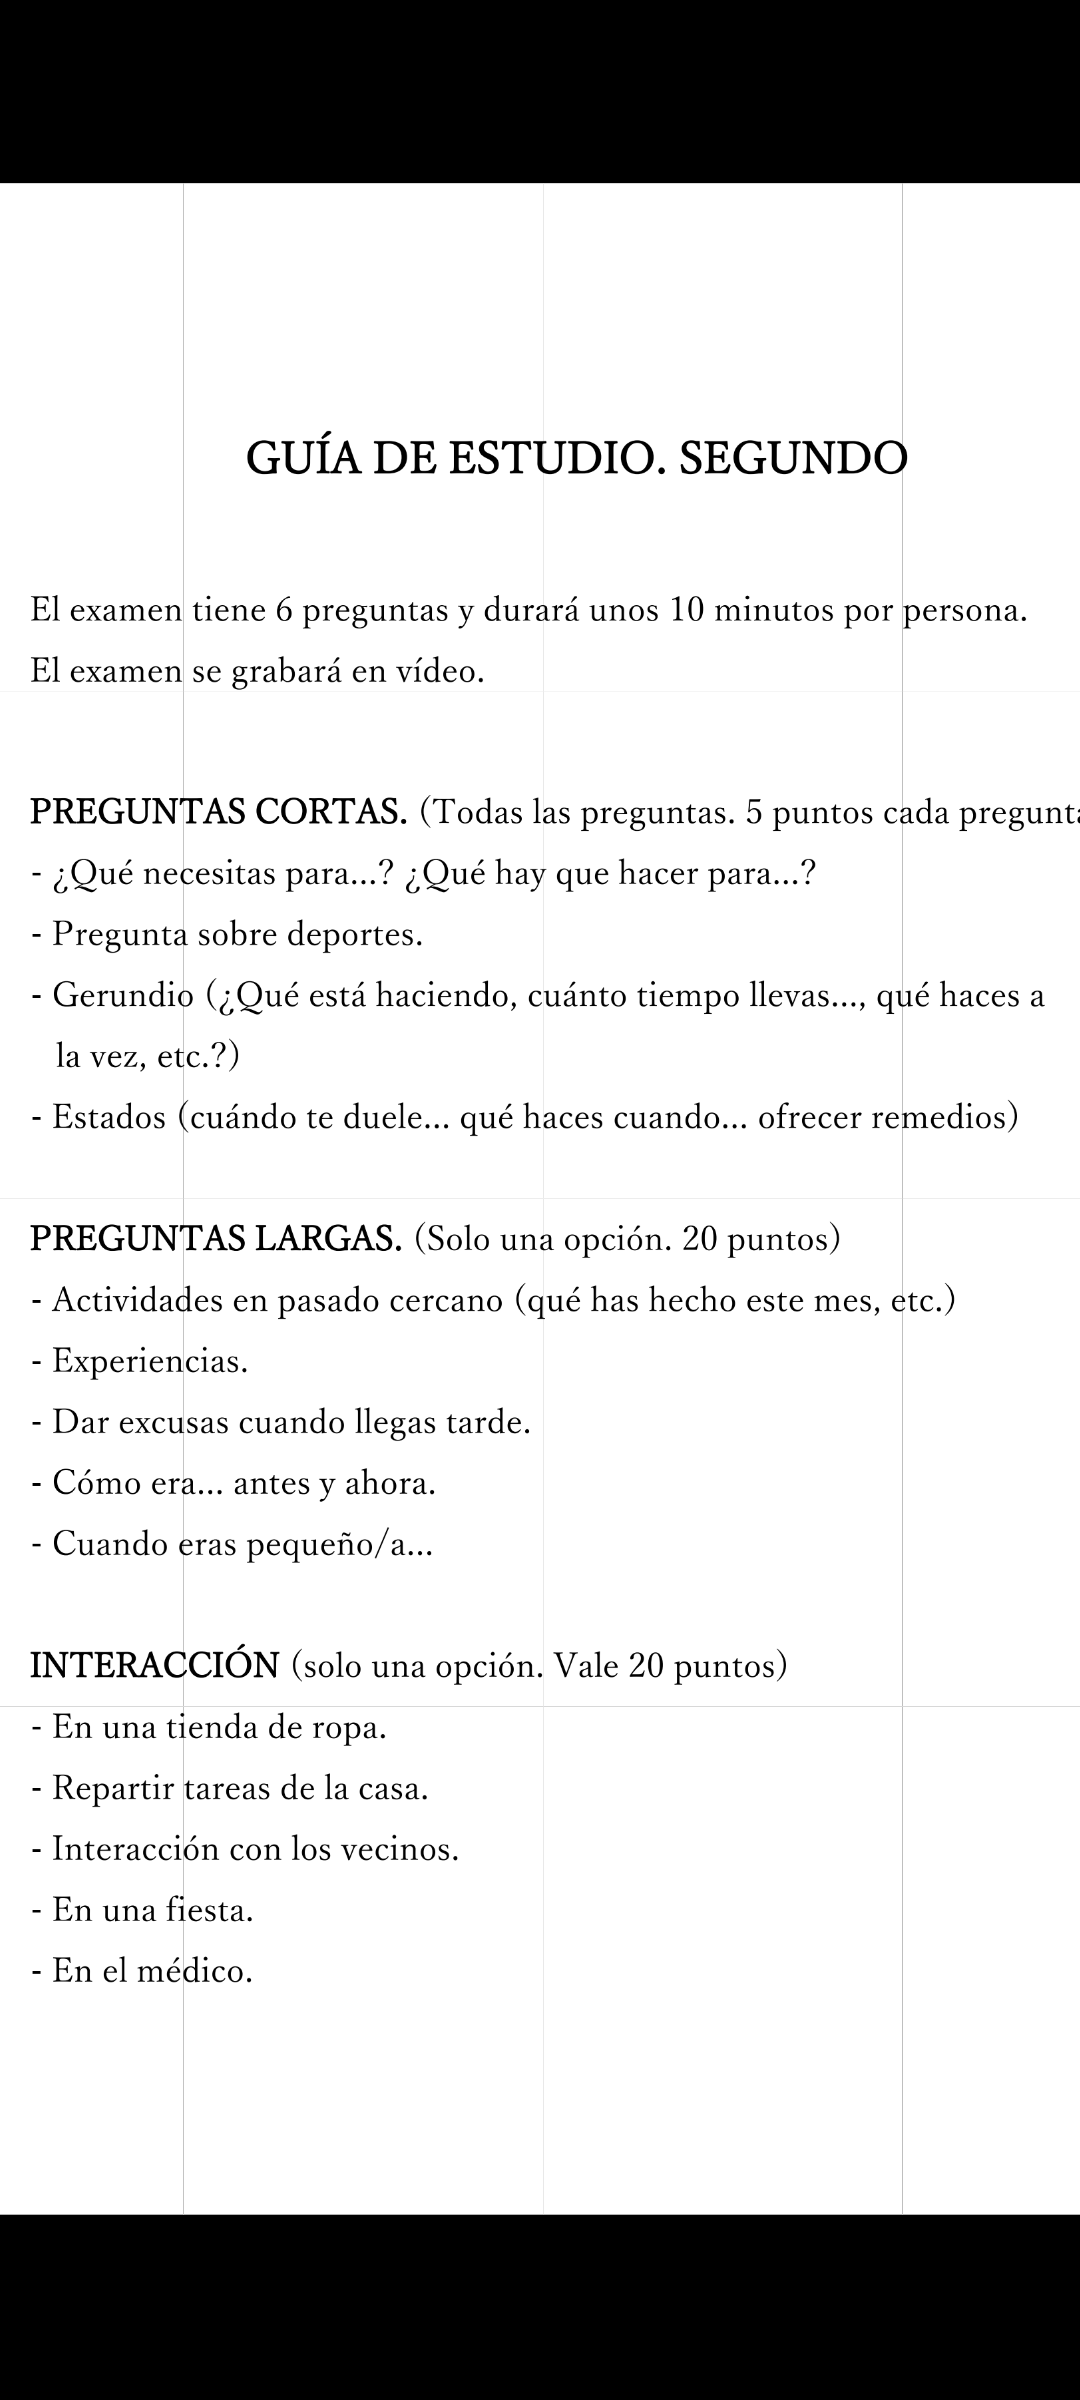 GUÍA DE ESTUDIO. SEGUNDO
El examen tiene 6 preguntas y durará unos 10 minutos por persona.
El examen se grabará en vídeo.
PREGUNTAS CORTAS. (Todas las preguntas. 5 puntos cada pregunta
- ¿Qué necesitas para...? ¿Qué hay que hacer para...?
- Pregunta sobre deportes.
- Gerundio (¿Qué está haciendo, cuánto tiempo llevas..., qué haces a
la vez, etc.?)
- Estados (cuándo te duele... qué haces cuando... ofrecer remedios)
PREGUNTAS LARGAS. (Solo una opción. 20 puntos)
- Actividades en pasado cercano (qué has hecho este mes, etc.)
- Experiencias.
- Dar excusas cuando llegas tarde.
- Cómo era... antes y ahora.
- Cuando eras pequeño/a...
INTERACCIÓN (solo una opción. Vale 20 puntos)
- En una tienda de ropa.
- Repartir tareas de la casa.
- Interacción con los vecinos.
- En una fiesta.
- En el médico.